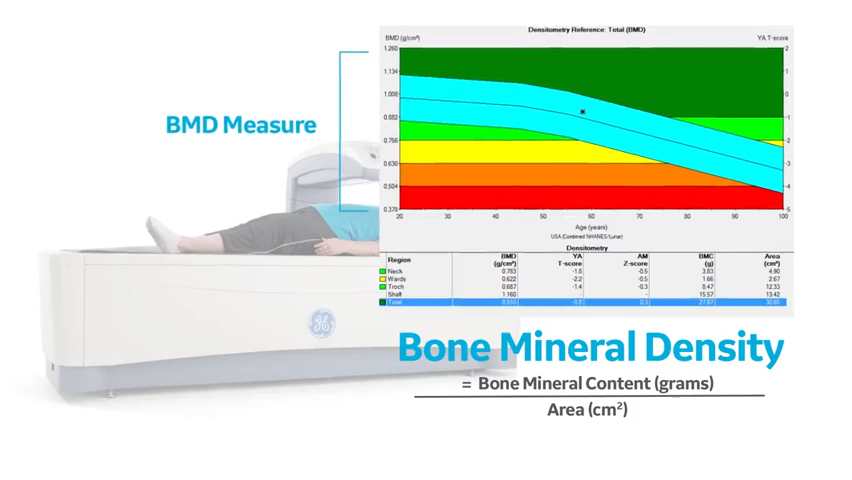 Densitometry Reference: Total (BMD)
BMD (g/cm²) YA T-score
1.260 2
1.134 1
1.008 0
0.882 -1
0.756 -2
0.630 -3
0.504 -4
0.378 -5
20 30 40 50 60 70 80 90 100
Age (years)
USA (Combined NHANES/Lunar)
BMD Measure
Densitometry
Region BMD (g/cm²) YA T-score AM Z-score BMC (g) Area (cm²)
Neck 0.783 -1.8 -0.5 3.83 4.90
Wards 0.622 -2.2 -0.5 1.66 2.67
Troch 0.687 -1.4 -0.3 8.47 12.33
Shaft 1.160 - - 15.57 13.42
Total
GE
Bone Mineral Density
= Bone Mineral Content (grams)
Area (cm²)